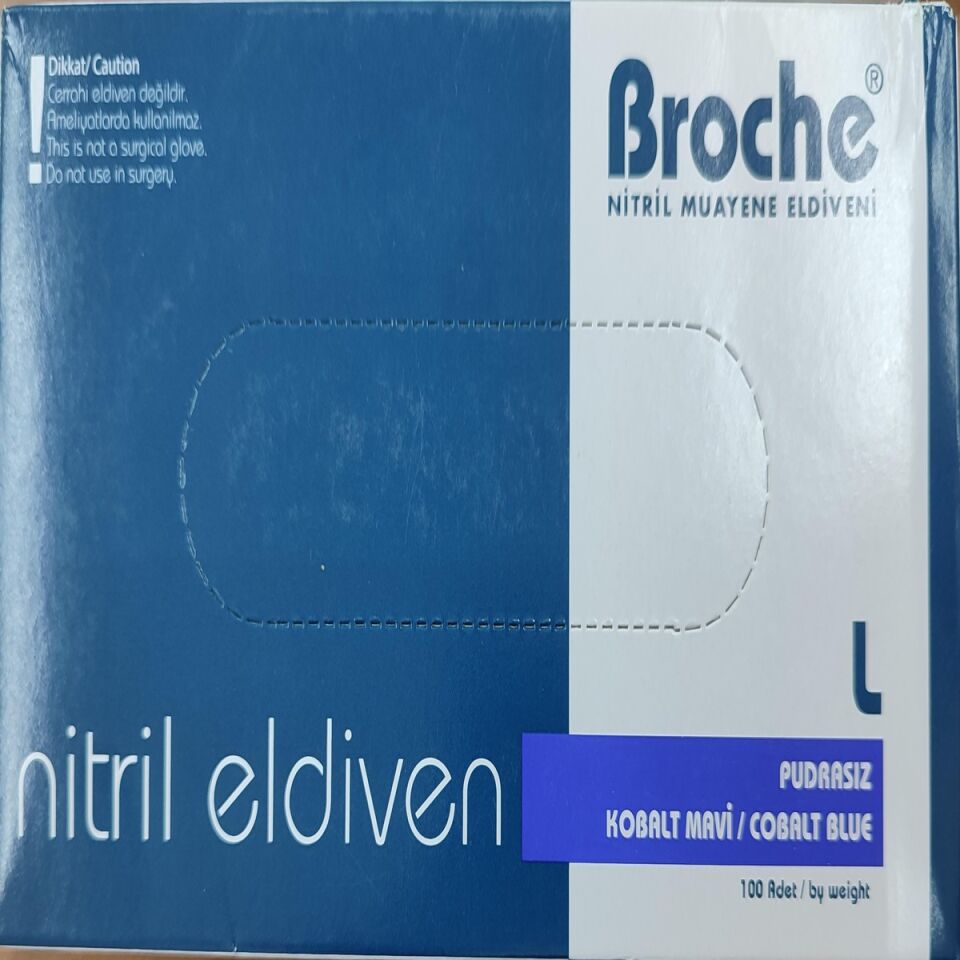 !
Dikkat/ Caution
Cerrahi eldiven değildir.
Ameliyatlarda kullanılmaz.
This is not a surgical glove.
Do not use in surgery.
Broche®
NİTRİL MUAYENE ELDİVENİ
L
nitril eldiven
PUDRASIZ
KOBALT MAVİ / COBALT BLUE
100 Adet / by weight